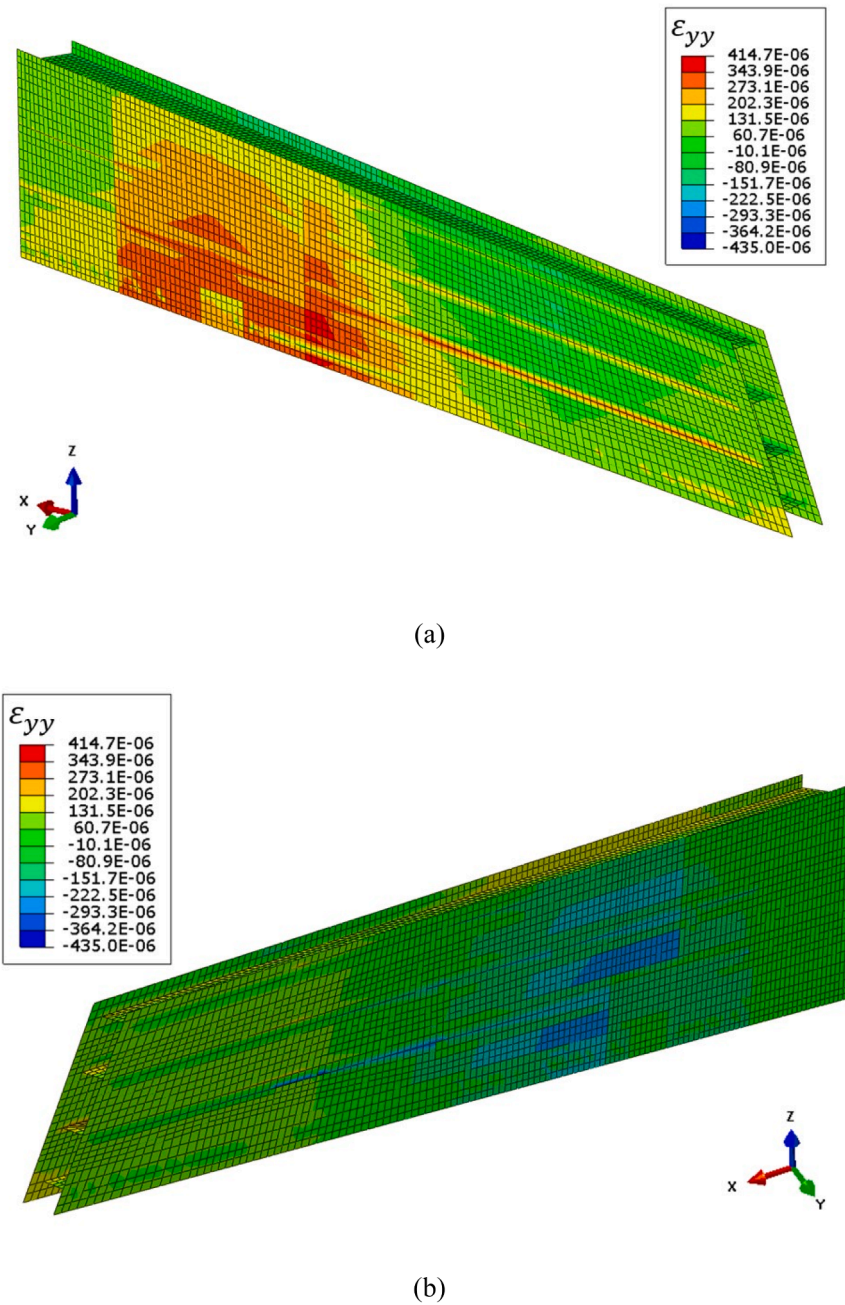 εyy
414.7E-06
343.9E-06
273.1E-06
202.3E-06
131.5E-06
60.7E-06
-10.1E-06
-80.9E-06
-151.7E-06
-222.5E-06
-293.3E-06
-364.2E-06
-435.0E-06
Z
X
Y
(a)
εyy
414.7E-06
343.9E-06
273.1E-06
202.3E-06
131.5E-06
60.7E-06
-10.1E-06
-80.9E-06
-151.7E-06
-222.5E-06
-293.3E-06
-364.2E-06
-435.0E-06
Z
X
Y
(b)